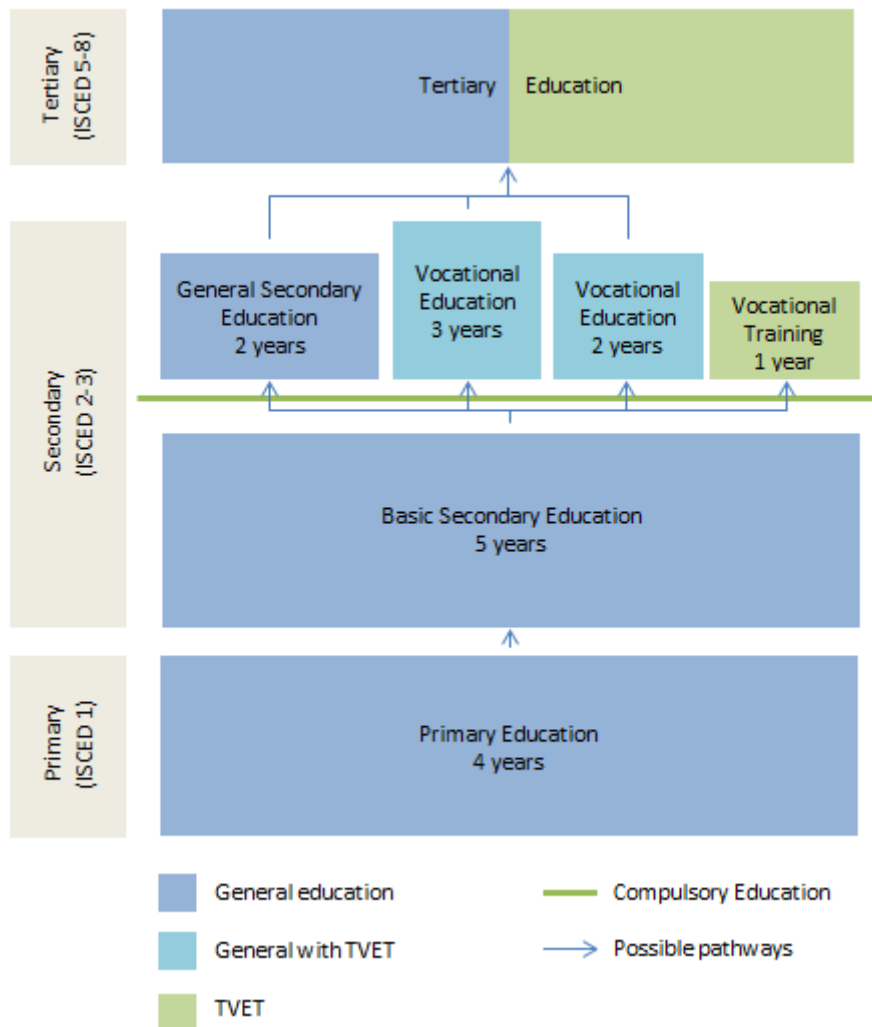 Tertiary
(ISCED 5-8)
Tertiary Education
Secondary
(ISCED 2-3)
General Secondary
Education
2 years
Vocational
Education
3 years
Vocational
Education
2 years
Vocational
Training
1 year
Basic Secondary Education
5 years
Primary
(ISCED 1)
Primary Education
4 years
General education
Compulsory Education
General with TVET
Possible pathways
TVET